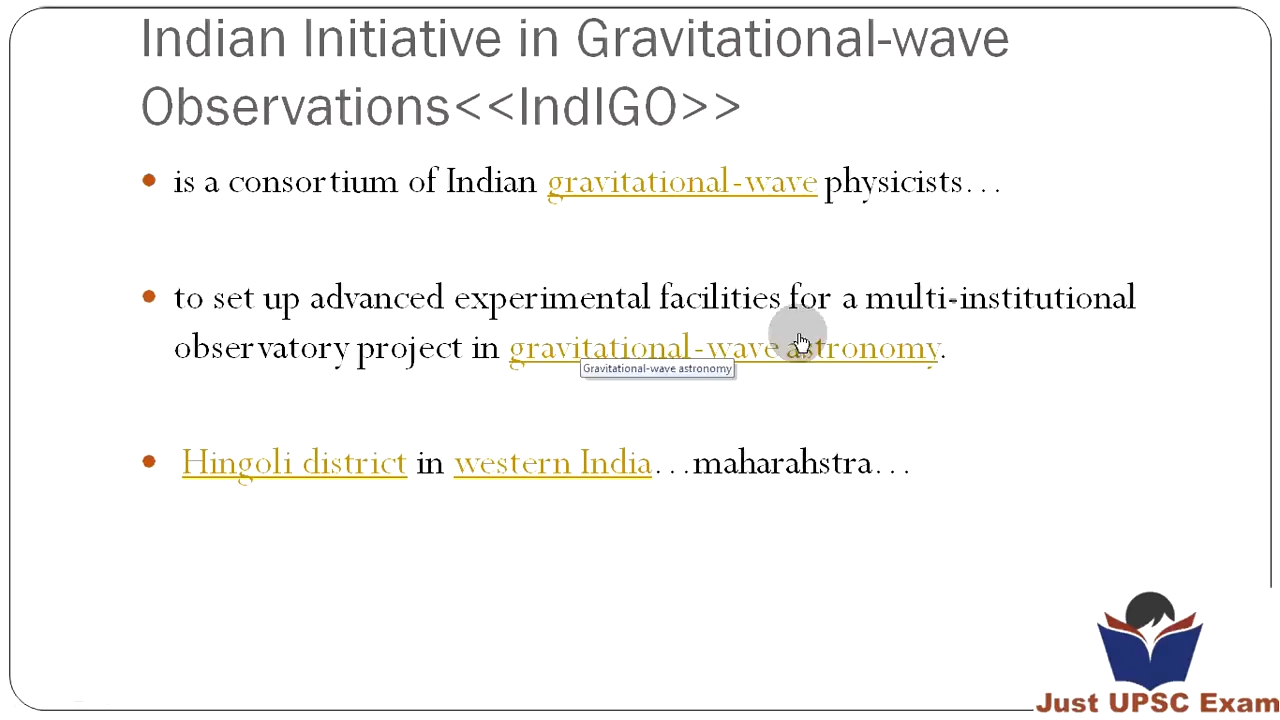 Indian Initiative in Gravitational-wave
Observations<<IndIGO>>
• is a consortium of Indian gravitational-wave physicists...
• to set up advanced experimental facilities for a multi-institutional
observatory project in gravitational-wave astronomy.
Gravitational-wave astronomy
• Hingoli district in western India...maharahstra...
Just UPSC Exam